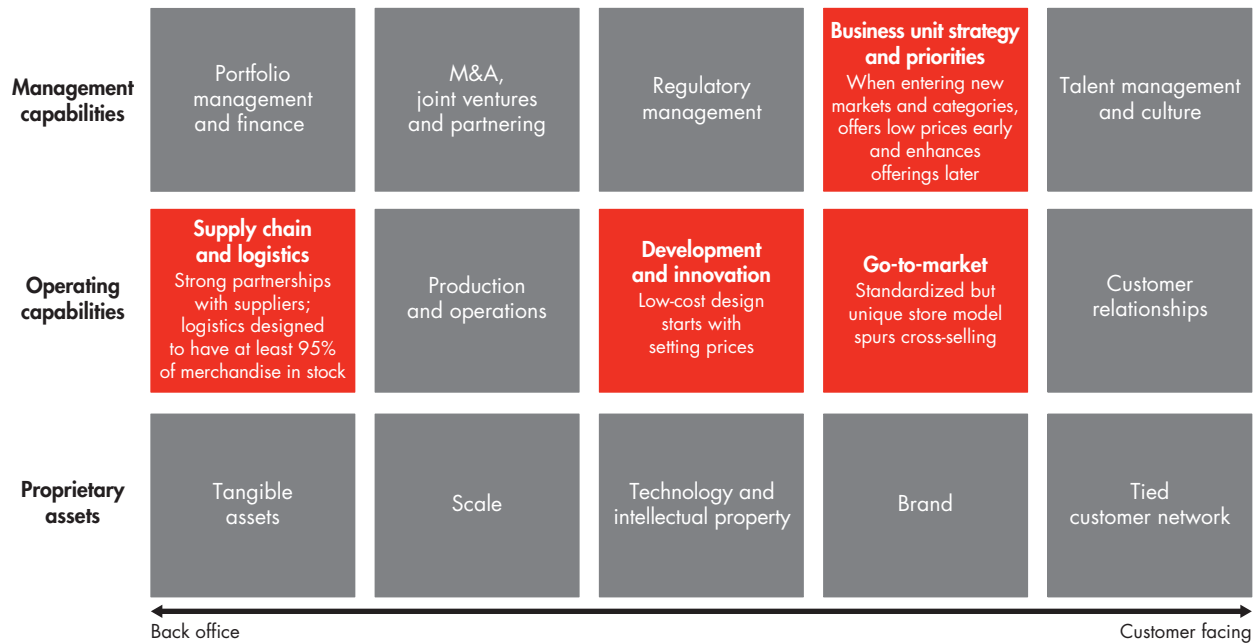 Management
capabilities
Portfolio
management
and finance
M&A,
joint ventures
and partnering
Regulatory
management
Business unit strategy
and priorities
When entering new
markets and categories,
offers low prices early
and enhances
offerings later
Talent management
and culture
Operating
capabilities
Supply chain
and logistics
Strong partnerships
with suppliers;
logistics designed
to have at least 95%
of merchandise in stock
Production
and operations
Development
and innovation
Low-cost design
starts with
setting prices
Go-to-market
Standardized but
unique store model
spurs cross-selling
Customer
relationships
Proprietary
assets
Tangible
assets
Scale
Technology and
intellectual property
Brand
Tied
customer network
Back office
Customer facing